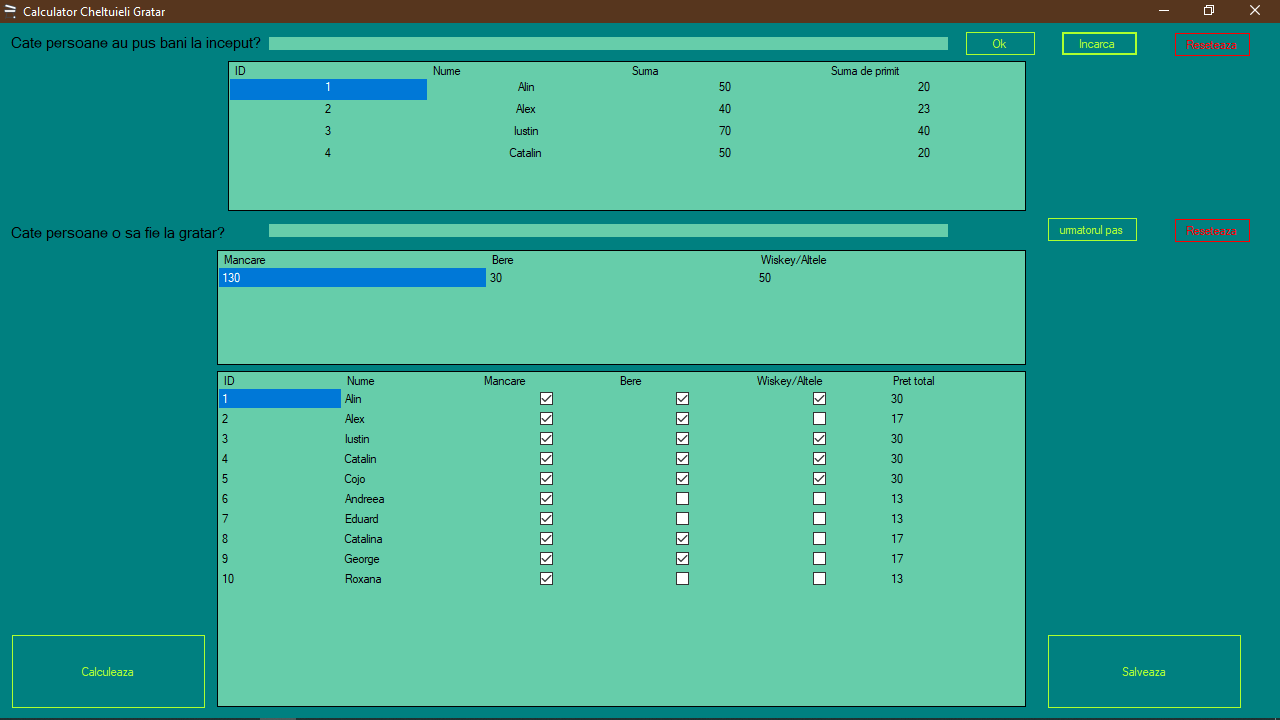 Calculator Cheltuieli Gratar
Cate persoane au pus bani la inceput? Ok Incarca Reseteaza
ID Nume Suma Suma de primit
1 Alin 50 20
2 Alex 40 23
3 Iustin 70 40
4 Catalin 50 20
Cate persoane o sa fie la gratar? urmatorul pas Reseteaza
Mancare Bere Wiskey/Altele
130 30 50
ID Nume Mancare Bere Wiskey/Altele Pret total
1 Alin 30
2 Alex 17
3 Iustin 30
4 Catalin 30
5 Cojo 30
6 Andreea 13
7 Eduard 13
8 Catalina 17
9 George 17
10 Roxana 13
Calculeaza Salveaza